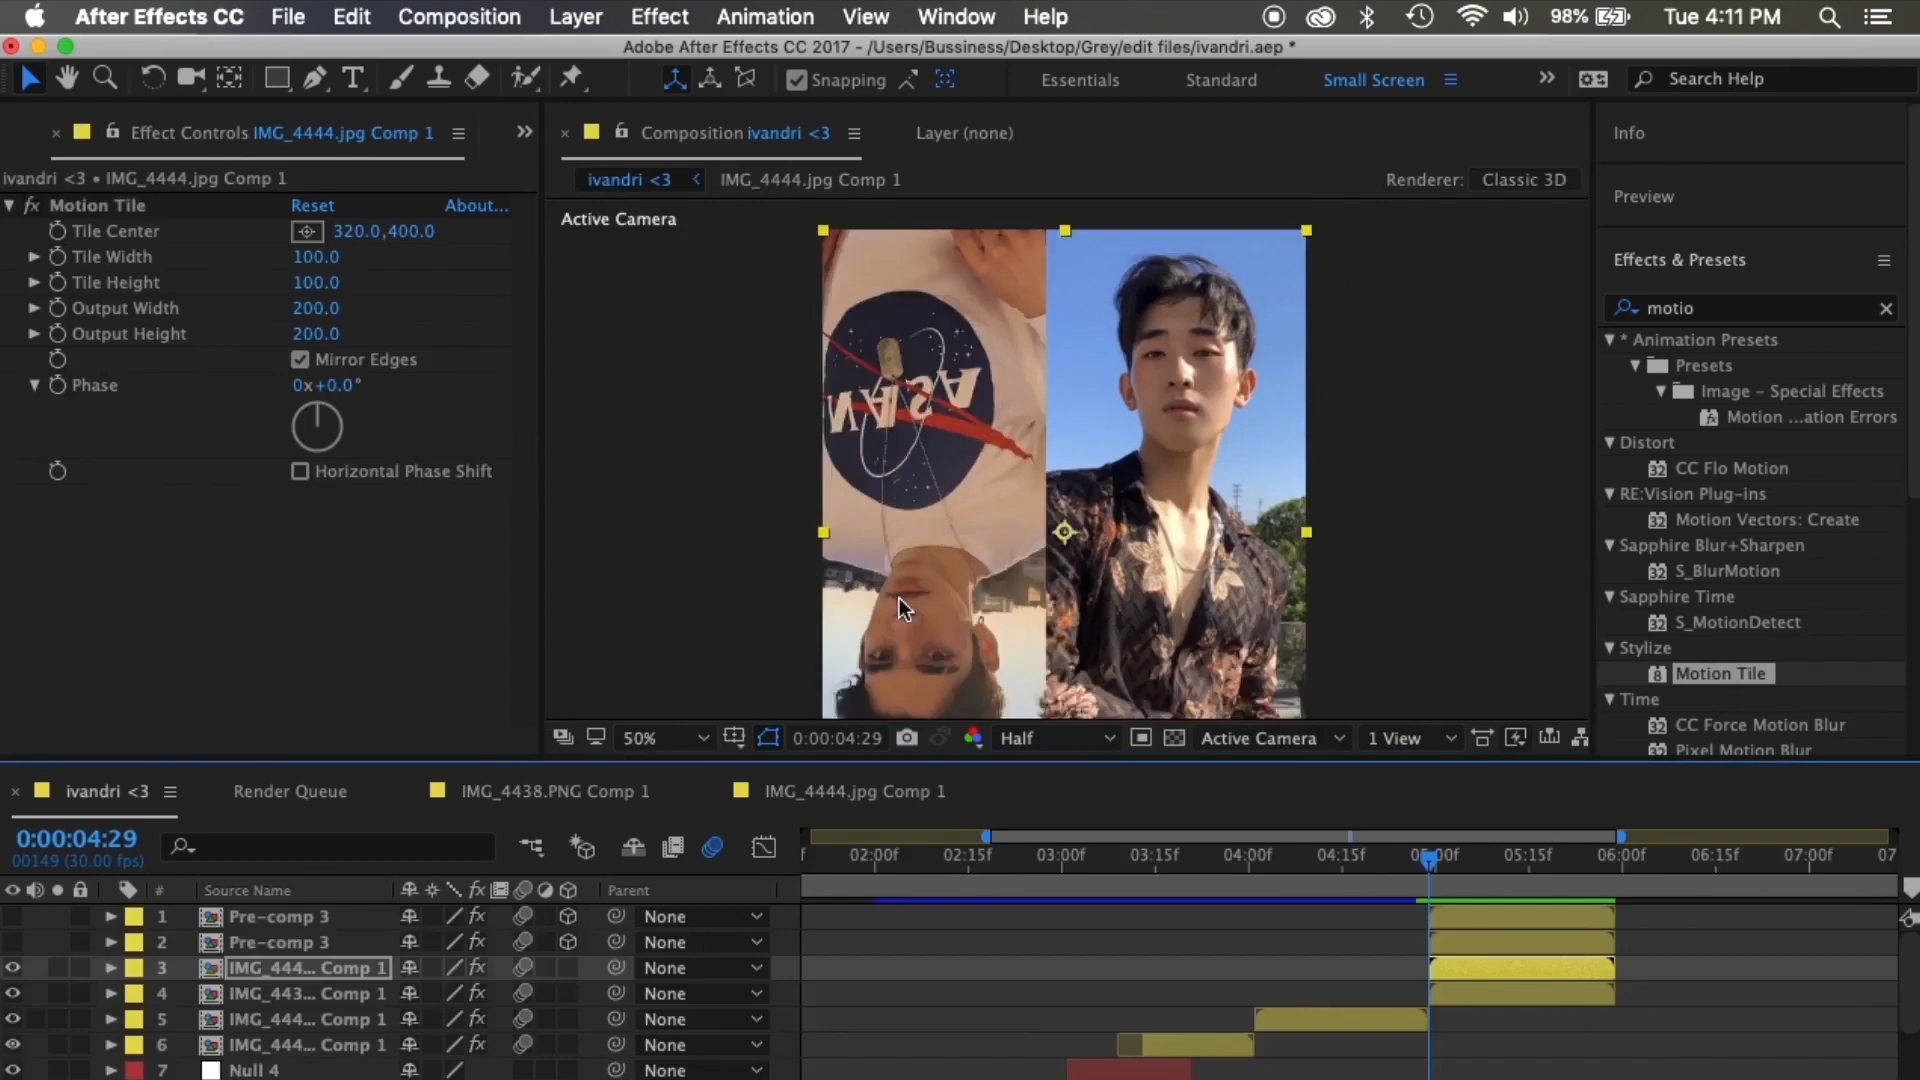 After Effects CC File Edit Composition Layer Effect Animation View Window Help 98% Tue 4:11 PM
Adobe After Effects CC 2017 - /Users/Bussiness/Desktop/Grey/edit files/ivandri.aep *
Snapping Essentials Standard Small Screen Search Help
Effect Controls IMG_4444.jpg Comp 1
Composition ivandri <3 Layer (none)
Info
ivandri <3 • IMG_4444.jpg Comp 1
ivandri <3 IMG_4444.jpg Comp 1 Renderer: Classic 3D
Preview
fx Motion Tile Reset About...
Active Camera
Tile Center 320.0,400.0
Tile Width 100.0
Tile Height 100.0
Output Width 200.0
Output Height 200.0
Mirror Edges
Phase 0x+0.0°
Horizontal Phase Shift
NASA
Effects & Presets
motio
* Animation Presets
Presets
Image – Special Effects
Motion ...ation Errors
Distort
CC Flo Motion
RE:Vision Plug-ins
Motion Vectors: Create
Sapphire Blur+Sharpen
S_BlurMotion
Sapphire Time
S_MotionDetect
Stylize
Motion Tile
Time
CC Force Motion Blur
Pixel Motion Blur
50% 0:00:04:29 Half Active Camera 1 View
ivandri <3 Render Queue IMG_4438.PNG Comp 1 IMG_4444.jpg Comp 1
0:00:04:29
00149 (30.00 fps)
f 02:00f 02:15f 03:00f 03:15f 04:00f 04:15f 05:00f 05:15f 06:00f 06:15f 07:00f 07
# Source Name fx Parent
1 Pre-comp 3 fx None
2 Pre-comp 3 fx None
3 IMG_444... Comp 1 fx None
4 IMG_443... Comp 1 fx None
5 IMG_444... Comp 1 fx None
6 IMG_444... Comp 1 fx None
7 Null 4 None